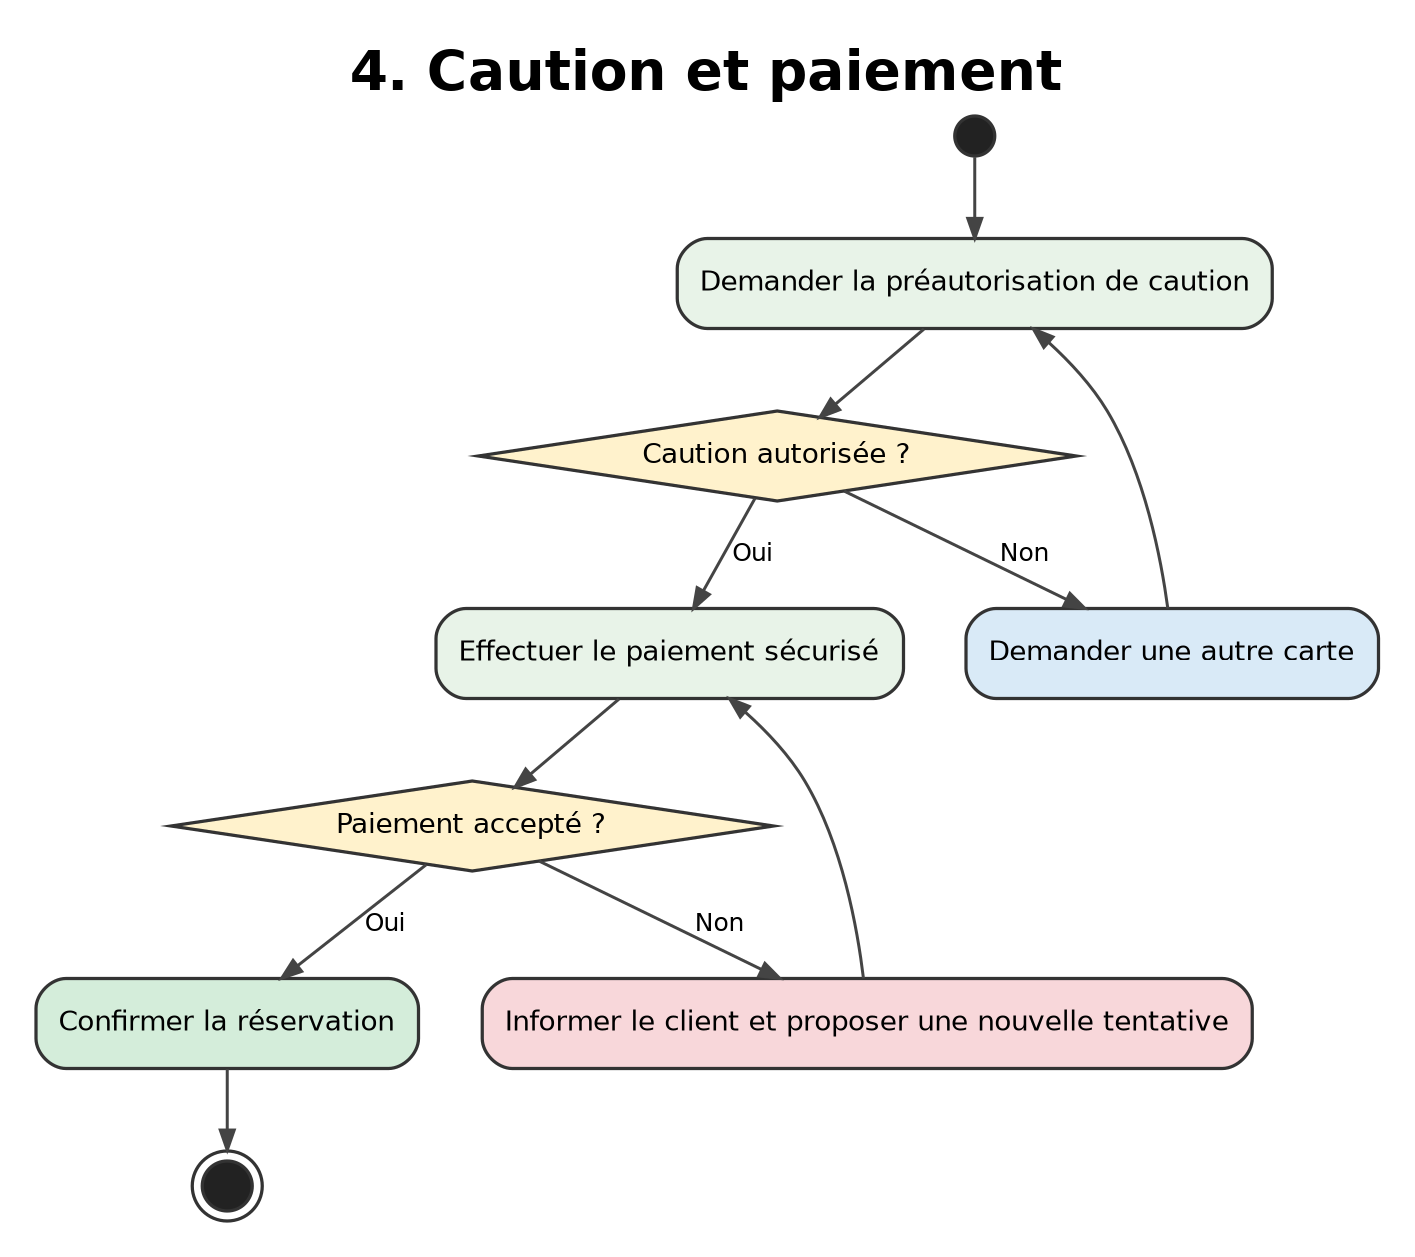 4. Caution et paiement
Demander la préautorisation de caution
Caution autorisée ?
Oui
Non
Effectuer le paiement sécurisé
Demander une autre carte
Paiement accepté ?
Oui
Non
Confirmer la réservation
Informer le client et proposer une nouvelle tentative